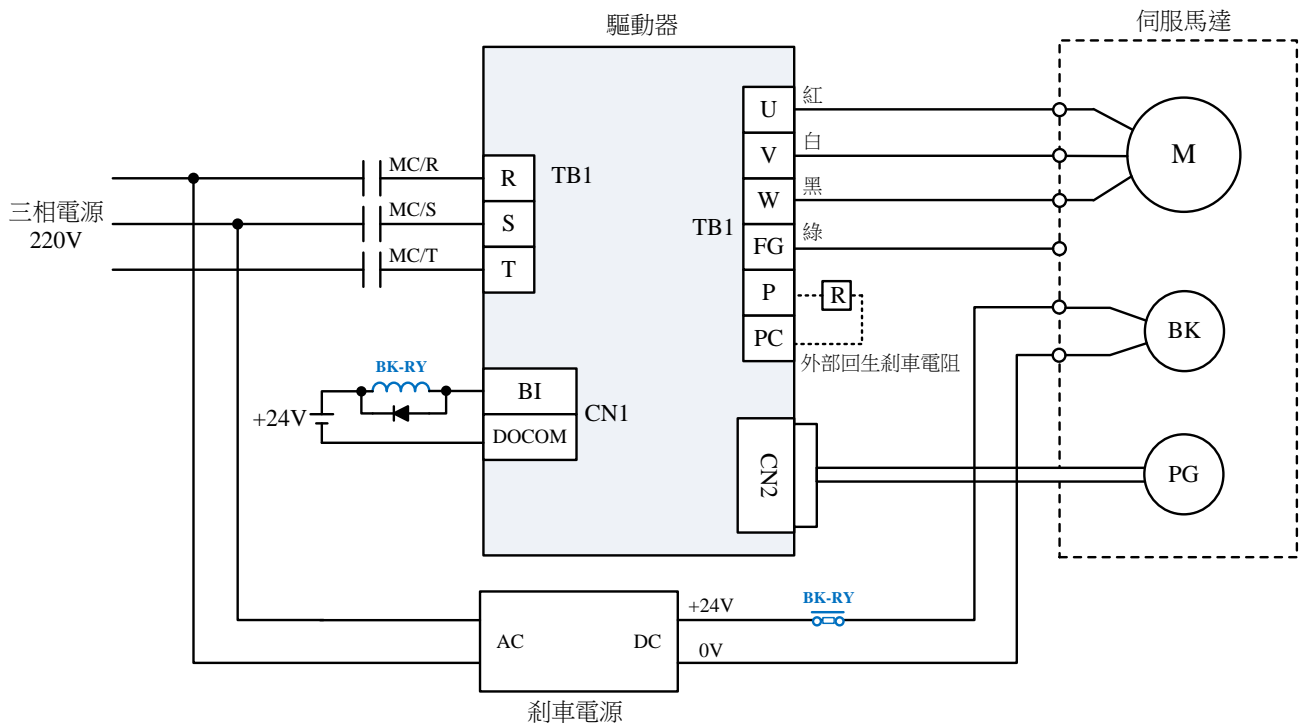 驅動器
伺服馬達
三相電源
220V
MC/R
MC/S
MC/T
R
S
T
TB1
U
V
W
FG
P
PC
TB1
紅
白
黑
綠
R
外部回生剎車電阻
M
BK
PG
BK-RY
+24V
BI
DOCOM
CN1
CN2
AC
DC
+24V
0V
BK-RY
剎車電源